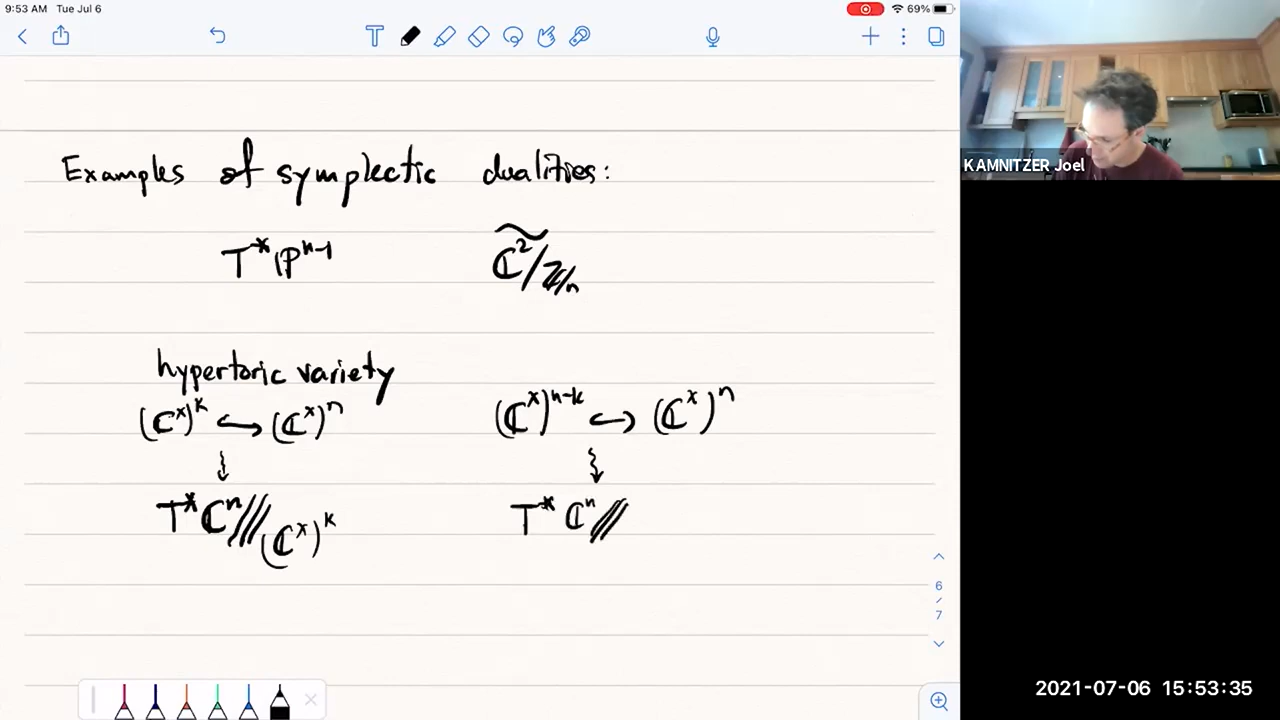 9:53 AM Tue Jul 6
69%
Examples of symplectic dualities:
T*ℙⁿ⁻¹ ℂ̃²/ℤ/n
hypertoric variety
(ℂˣ)ᵏ ↪ (ℂˣ)ⁿ (ℂˣ)ⁿ⁻ᵏ ↪ (ℂˣ)ⁿ
T*ℂⁿ///(ℂˣ)ᵏ T*ℂⁿ///
6
/
7
KAMNITZER Joel
2021-07-06 15:53:35